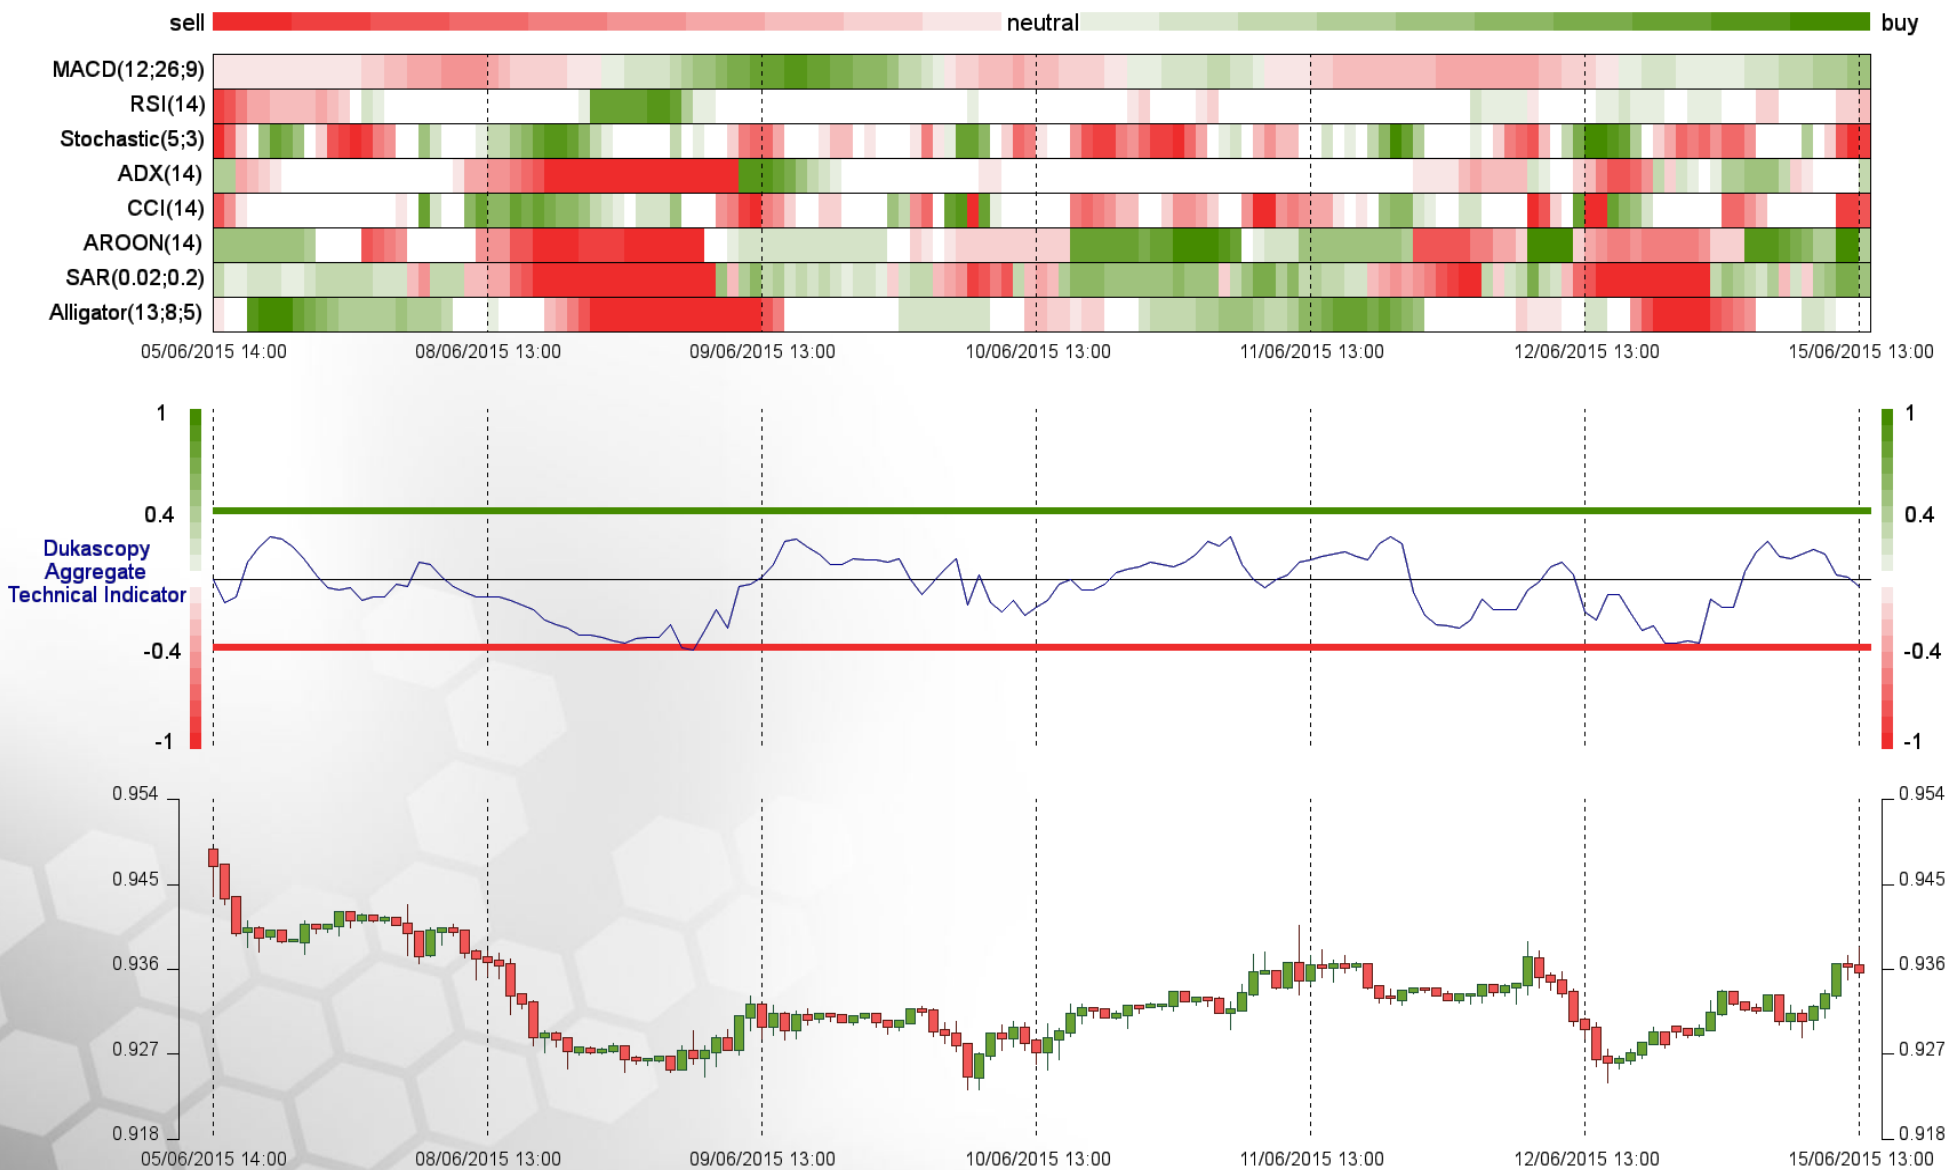 sell neutral buy
MACD(12;26;9)
RSI(14)
Stochastic(5;3)
ADX(14)
CCI(14)
AROON(14)
SAR(0.02;0.2)
Alligator(13;8;5)
05/06/2015 14:00 08/06/2015 13:00 09/06/2015 13:00 10/06/2015 13:00 11/06/2015 13:00 12/06/2015 13:00 15/06/2015 13:00
1 1
0.4 0.4
Dukascopy
Aggregate
Technical Indicator
-0.4 -0.4
-1 -1
0.954 0.954
0.945 0.945
0.936 0.936
0.927 0.927
0.918 0.918
05/06/2015 14:00 08/06/2015 13:00 09/06/2015 13:00 10/06/2015 13:00 11/06/2015 13:00 12/06/2015 13:00 15/06/2015 13:00